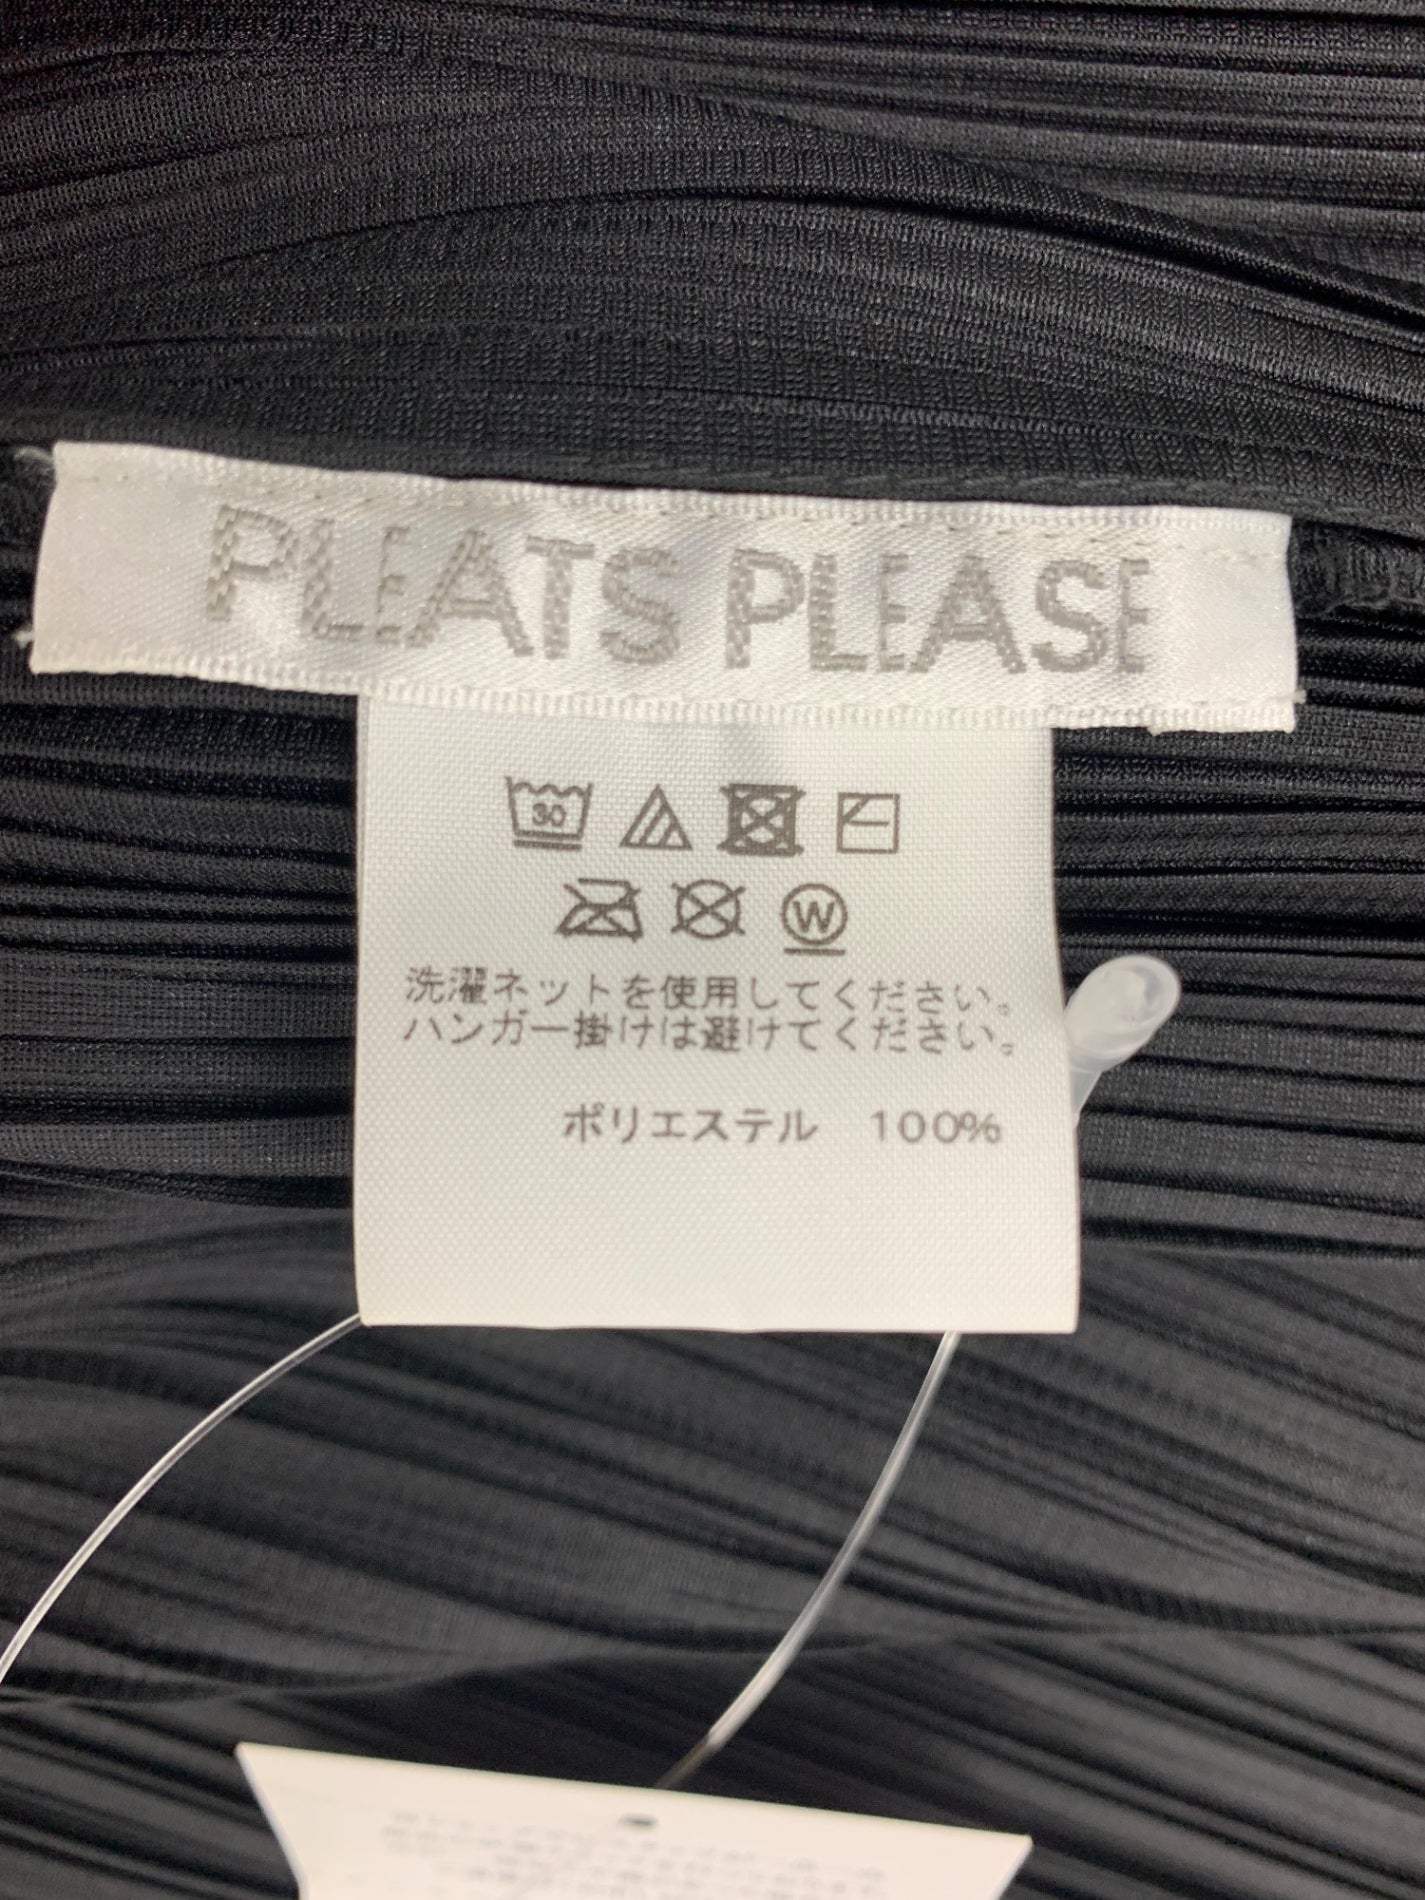 PLEATS PLEASE
30
W
洗濯ネットを使用してください。
ハンガー掛けは避けてください。
ポリエステル 100%